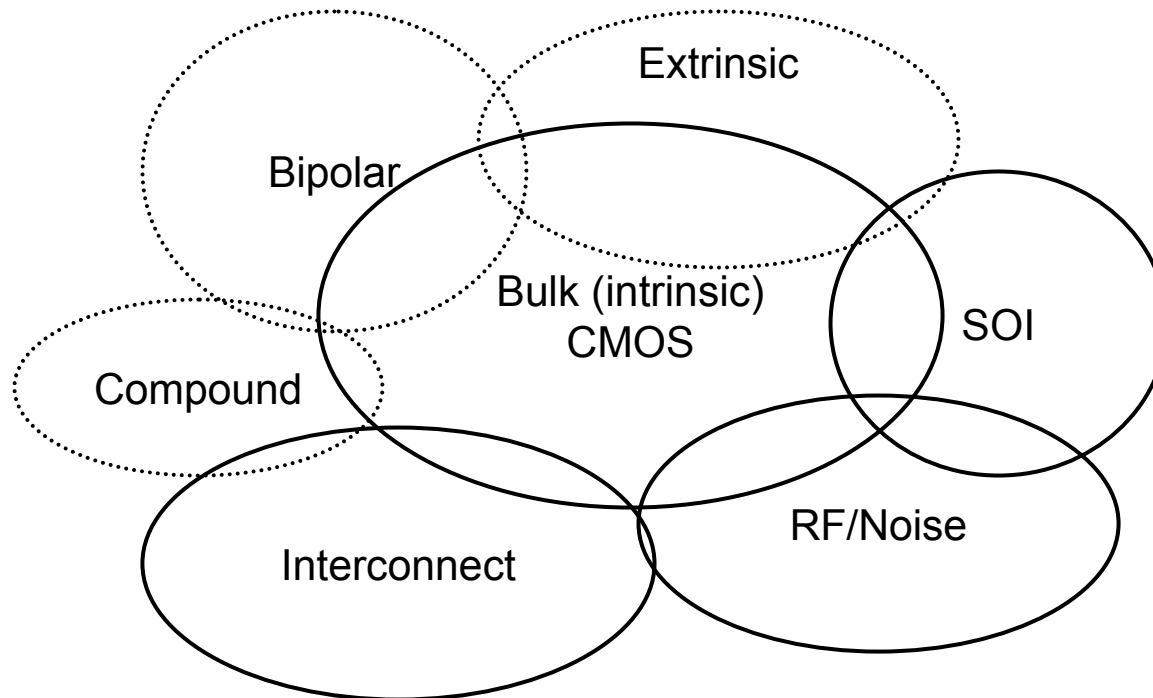 Extrinsic
Bipolar
Bulk (intrinsic)
CMOS
SOI
Compound
RF/Noise
Interconnect